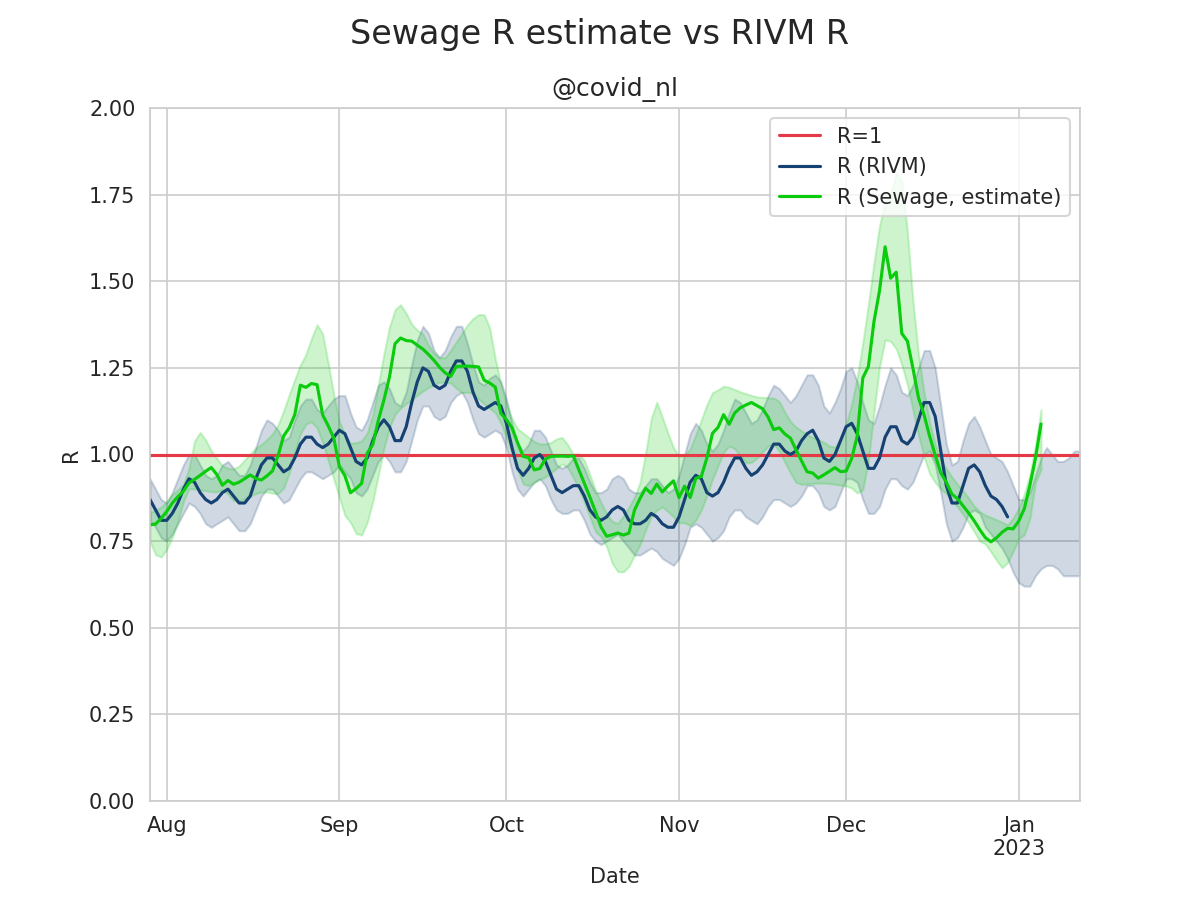 Sewage R estimate vs RIVM R
@covid_nl
R=1
R (RIVM)
R (Sewage, estimate)
2.00
1.75
1.50
1.25
1.00
0.75
0.50
0.25
0.00
R
Aug Sep Oct Nov Dec Jan
2023
Date